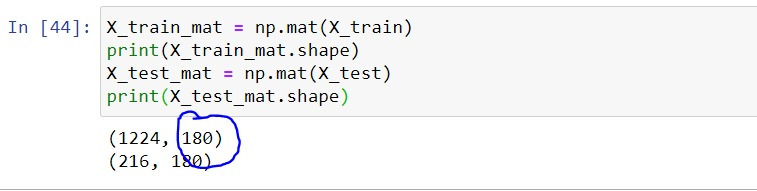 In [44]: X_train_mat = np.mat(X_train)
print(X_train_mat.shape)
X_test_mat = np.mat(X_test)
print(X_test_mat.shape)
(1224, 180)
(216, 180)